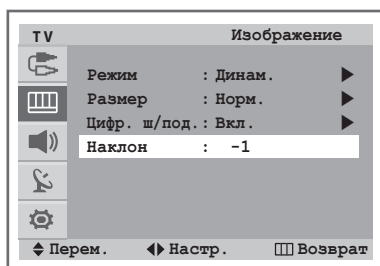 TV Изображение
Режим : Динам. ▶
Размер : Норм. ▶
Цифр. ш/под.: Вкл. ▶
Наклон : -1
Перем. Настр. Возврат